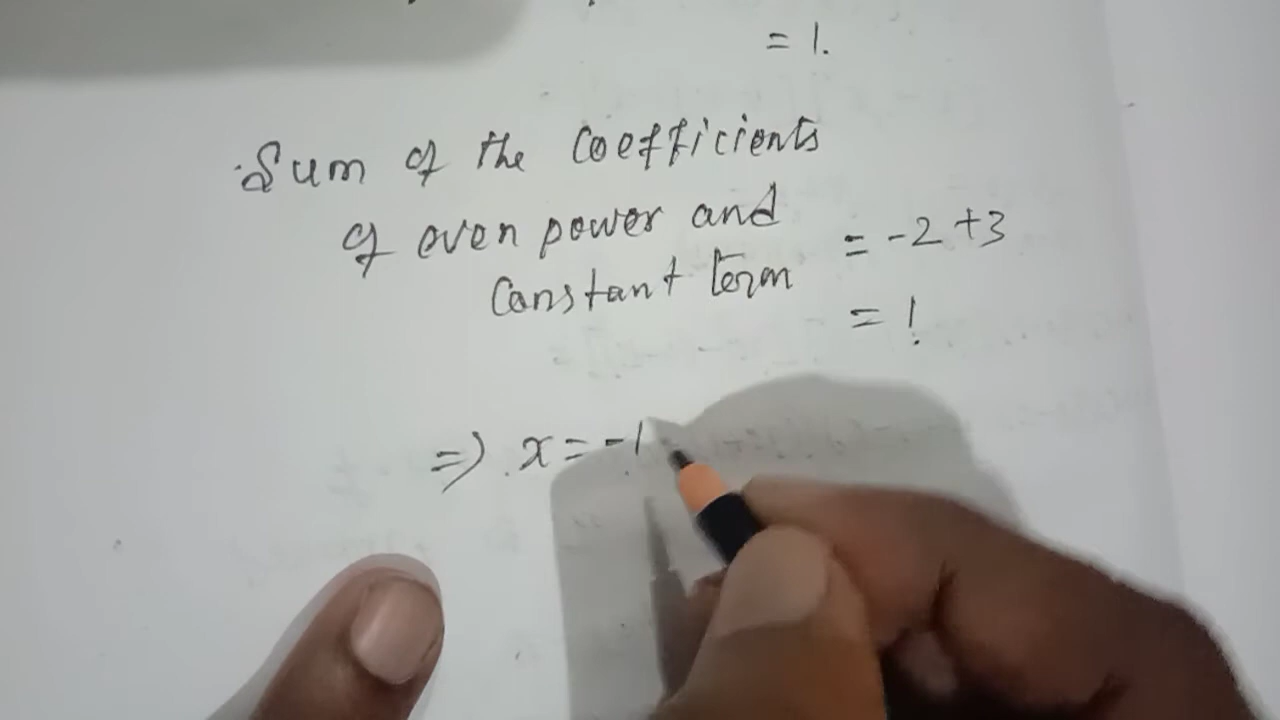 = 1.
Sum of the coefficients
of even power and
constant term
= -2 +3
= 1
=> x = -1